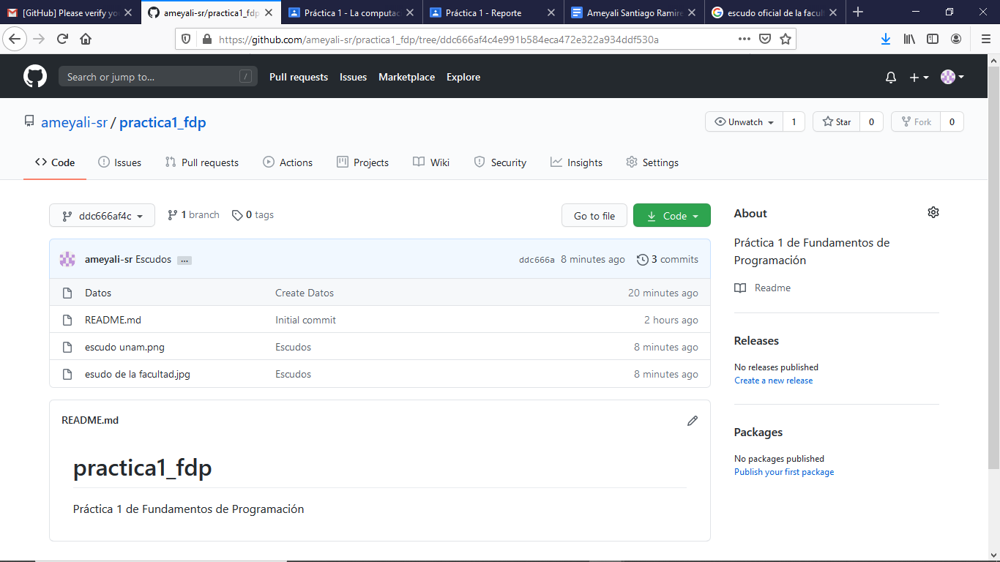 [GitHub] Please verify yo
ameyali-sr/practica1_fdp
Práctica 1 - La computac
Práctica 1 - Reporte
Ameyali Santiago Ramire
escudo oficial de la facul
https://github.com/ameyali-sr/practica1_fdp/tree/ddc666af4c4e991b584eca472e322a934ddf530a
Search or jump to... /
Pull requests Issues Marketplace Explore
ameyali-sr / practica1_fdp
Unwatch 1 Star 0 Fork 0
Code Issues Pull requests Actions Projects Wiki Security Insights Settings
ddc666af4c 1 branch 0 tags Go to file Code
ameyali-sr Escudos ... ddc666a 8 minutes ago 3 commits
Datos Create Datos 20 minutes ago
README.md Initial commit 2 hours ago
escudo unam.png Escudos 8 minutes ago
esudo de la facultad.jpg Escudos 8 minutes ago
README.md
practica1_fdp
Práctica 1 de Fundamentos de Programación
About
Práctica 1 de Fundamentos de
Programación
Readme
Releases
No releases published
Create a new release
Packages
No packages published
Publish your first package